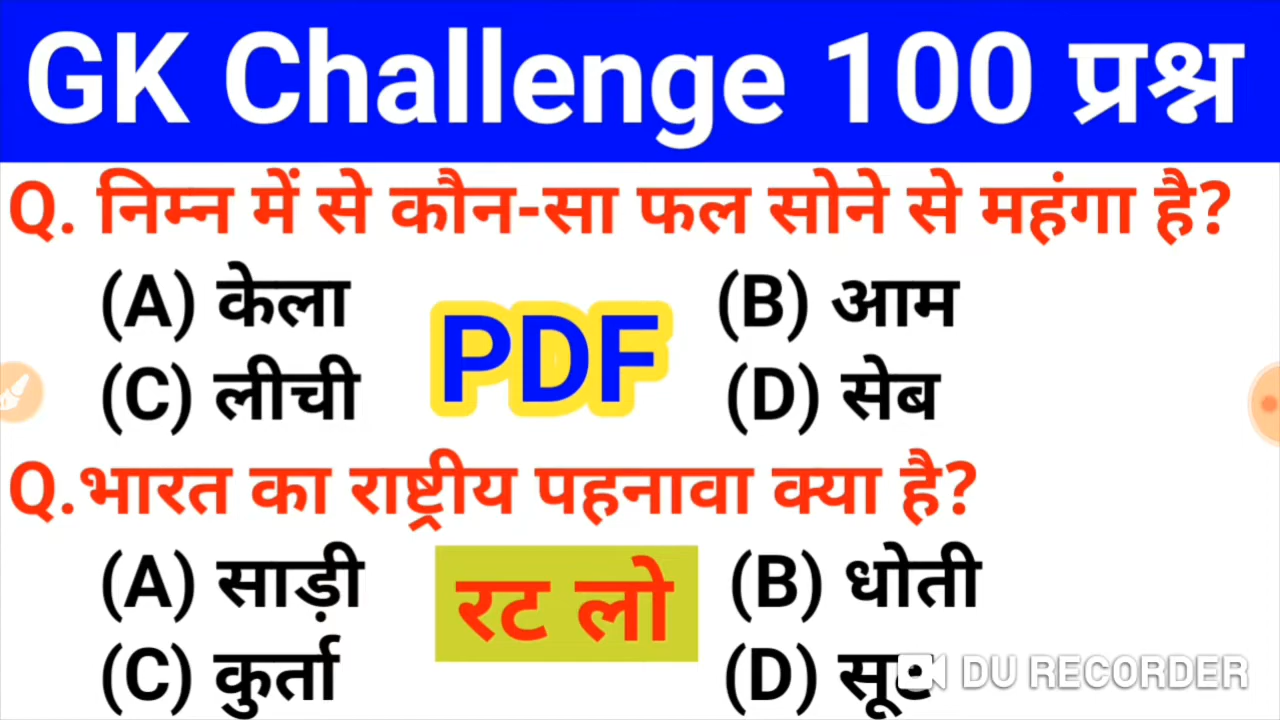 GK Challenge 100 प्रश्न
Q. निम्न में से कौन-सा फल सोने से महंगा है?
(A) केला (B) आम
PDF
(C) लीची (D) सेब
Q.भारत का राष्ट्रीय पहनावा क्या है?
(A) साड़ी (B) धोती
रट लो
(C) कुर्ता (D) सूट
DU RECORDER